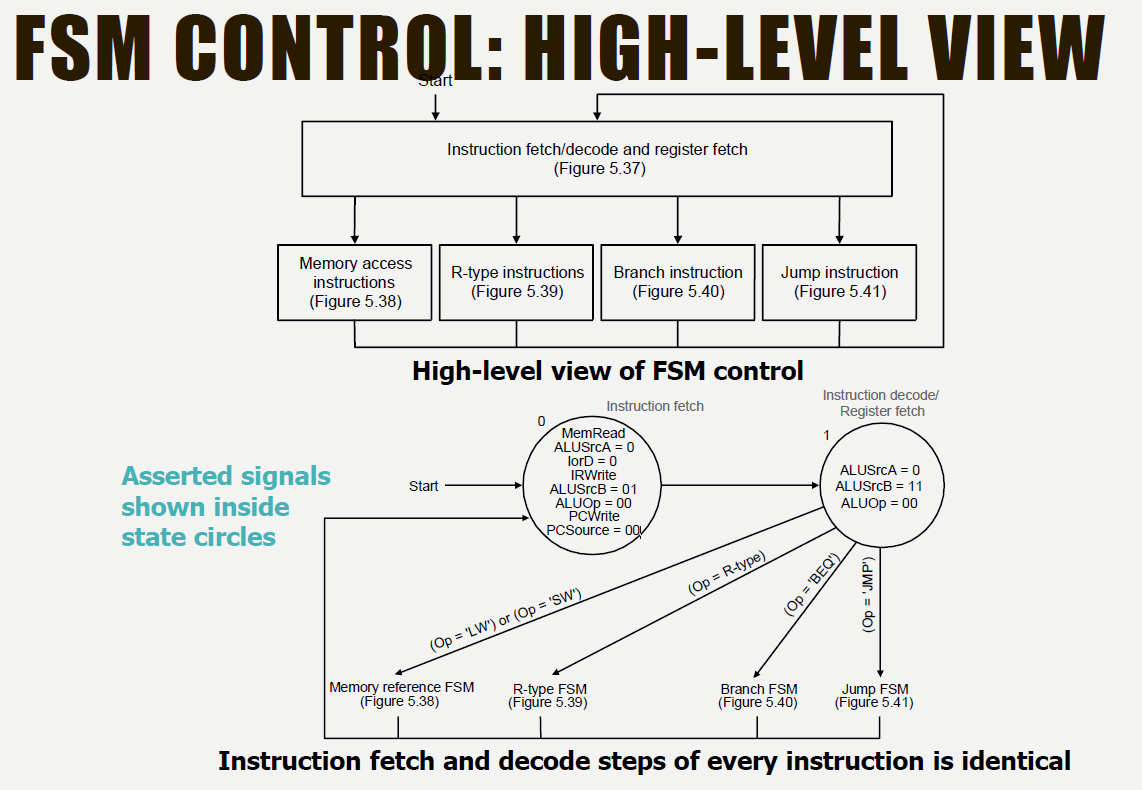 FSM CONTROL: HIGH-LEVEL VIEW
Start
Instruction fetch/decode and register fetch
(Figure 5.37)
Memory access
instructions
(Figure 5.38)
R-type instructions
(Figure 5.39)
Branch instruction
(Figure 5.40)
Jump instruction
(Figure 5.41)
High-level view of FSM control
Instruction fetch
Instruction decode/
Register fetch
0
MemRead
ALUSrcA = 0
IorD = 0
IRWrite
ALUSrcB = 01
ALUOp = 00
PCWrite
PCSource = 00
1
ALUSrcA = 0
ALUSrcB = 11
ALUOp = 00
Start
Asserted signals
shown inside
state circles
(Op = 'LW') or (Op = 'SW')
(Op = R-type)
(Op = 'BEQ')
(Op = 'JMP')
Memory reference FSM
(Figure 5.38)
R-type FSM
(Figure 5.39)
Branch FSM
(Figure 5.40)
Jump FSM
(Figure 5.41)
Instruction fetch and decode steps of every instruction is identical